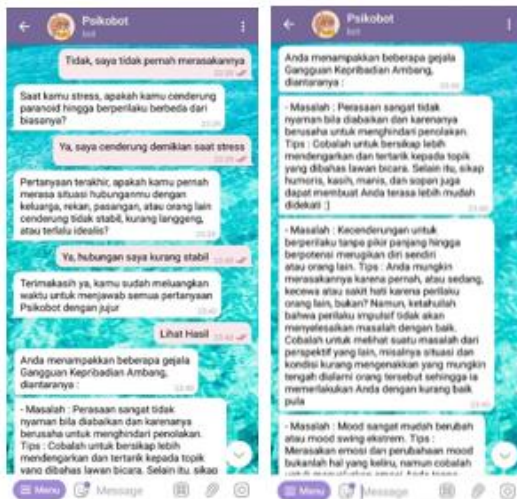 Psikobot
bot
Tidak, saya tidak pernah merasakannya
Saat kamu stress, apakah kamu cenderung
paranoid hingga berperilaku berbeda dari
biasanya?
Ya, saya cenderung demikian saat stress
Pertanyaan terakhir, apakah kamu pernah
merasa situasi hubunganmu dengan
keluarga, rekan, pasangan, atau orang lain
cenderung tidak stabil, kurang langgeng,
atau terlalu idealis?
Ya, hubungan saya kurang stabil
Terimakasih ya, kamu sudah meluangkan
waktu untuk menjawab semua pertanyaan
Psikobot dengan jujur
Lihat Hasil
Anda menampakkan beberapa gejala
Gangguan Kepribadian Ambang,
diantaranya :
- Masalah : Perasaan sangat tidak
nyaman bila diabaikan dan karenanya
berusaha untuk menghindari penolakan.
Tips : Cobalah untuk bersikap lebih
mendengarkan dan tertarik kepada topik
yang dibahas lawan bicara. Selain itu, sikap
Menu
Message
Psikobot
bot
Anda menampakkan beberapa gejala
Gangguan Kepribadian Ambang,
diantaranya :
- Masalah : Perasaan sangat tidak
nyaman bila diabaikan dan karenanya
berusaha untuk menghindari penolakan.
Tips : Cobalah untuk bersikap lebih
mendengarkan dan tertarik kepada topik
yang dibahas lawan bicara. Selain itu, sikap
humoris, kasih, manis, dan sopan juga
dapat membuat Anda terasa lebih mudah
didekati :)
- Masalah : Kecenderungan untuk
berperilaku tanpa pikir panjang hingga
berpotensi merugikan diri sendiri
atau orang lain. Tips : Anda mungkin
merasakannya karena pernah, atau sedang,
kecewa atau sakit hati karena perilaku
orang lain, bukan? Namun, ketahuilah
bahwa perilaku impulsif tidak akan
menyelesaikan masalah dengan baik.
Cobalah untuk melihat suatu masalah dari
perspektif yang lain, misalnya situasi dan
kondisi kurang mengenakkan yang mungkin
tengah dialami orang tersebut sehingga ia
memerlakukan Anda dengan kurang baik
pula
- Masalah : Mood sangat mudah berubah
atau mood swing ekstrem. Tips :
Merasakan emosi dan perubahaan mood
bukanlah hal yang keliru, namun cobalah
Menu
Message